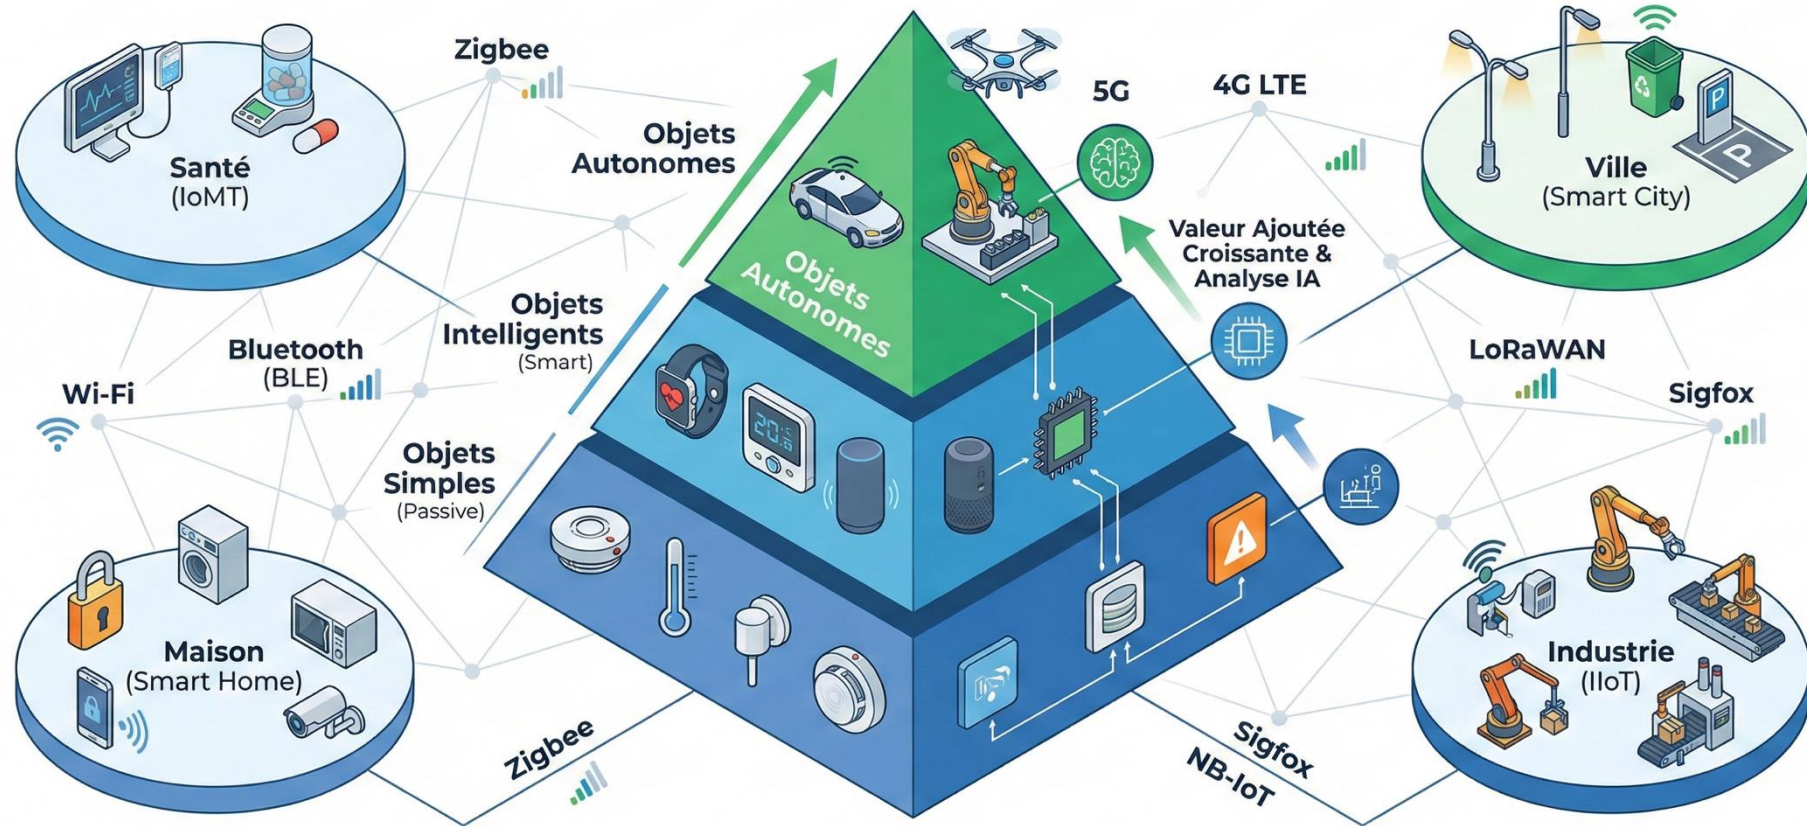 Zigbee
5G
4G LTE
Objets
Autonomes
Santé
(IoMT)
P
P
Ville
(Smart City)
Valeur Ajoutée
Croissante &
Analyse IA
Objets
Autonomes
Objets
Intelligents
(Smart)
Bluetooth
(BLE)
Wi-Fi
LoRaWAN
Sigfox
Objets
Simples
(Passive)
Maison
(Smart Home)
Industrie
(IIoT)
Zigbee
Sigfox
NB-IoT